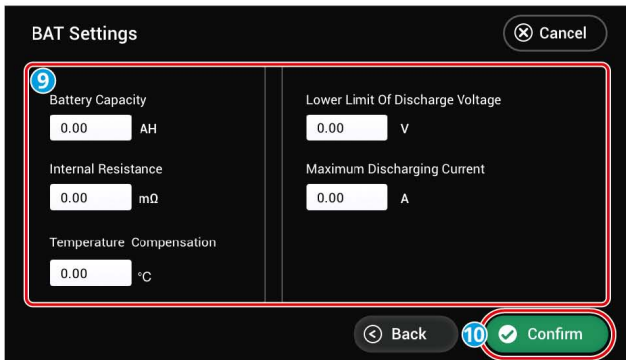 BAT Settings
Cancel
9
Battery Capacity
0.00 AH
Internal Resistance
0.00 mΩ
Temperature Compensation
0.00 °C
Lower Limit Of Discharge Voltage
0.00 V
Maximum Discharging Current
0.00 A
Back
10
Confirm